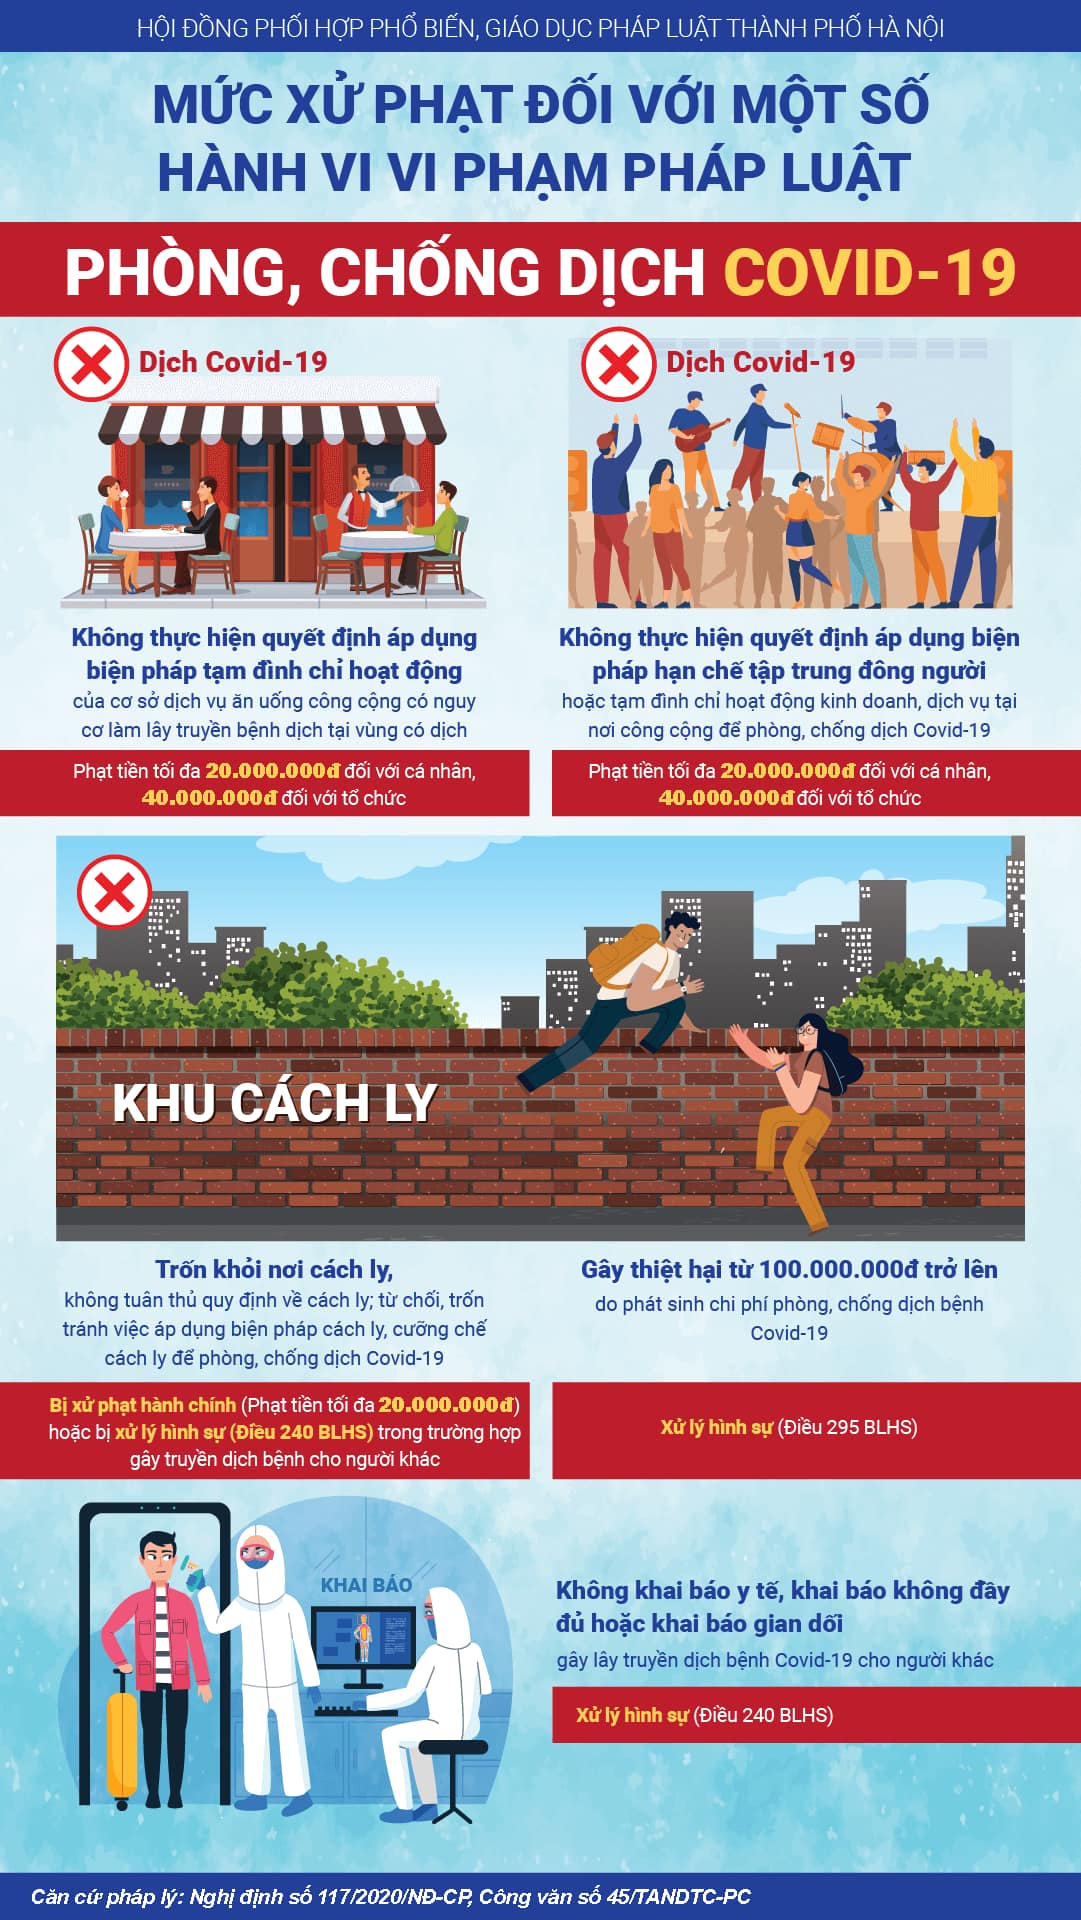 HỘI ĐỒNG PHỐI HỢP PHỔ BIẾN, GIÁO DỤC PHÁP LUẬT THÀNH PHỐ HÀ NỘI
MỨC XỬ PHẠT ĐỐI VỚI MỘT SỐ
HÀNH VI VI PHẠM PHÁP LUẬT
PHÒNG, CHỐNG DỊCH COVID-19
Dịch Covid-19
COFFEE
COFFEE
Không thực hiện quyết định áp dụng
biện pháp tạm đình chỉ hoạt động
của cơ sở dịch vụ ăn uống công cộng có nguy
cơ làm lây truyền bệnh dịch tại vùng có dịch
Phạt tiền tối đa 20.000.000đ đối với cá nhân,
40.000.000đ đối với tổ chức
Dịch Covid-19
Không thực hiện quyết định áp dụng biện
pháp hạn chế tập trung đông người
hoặc tạm đình chỉ hoạt động kinh doanh, dịch vụ tại
nơi công cộng để phòng, chống dịch Covid-19
Phạt tiền tối đa 20.000.000đ đối với cá nhân,
40.000.000đ đối với tổ chức
KHU CÁCH LY
Trốn khỏi nơi cách ly,
không tuân thủ quy định về cách ly; từ chối, trốn
tránh việc áp dụng biện pháp cách ly, cưỡng chế
cách ly để phòng, chống dịch Covid-19
Bị xử phạt hành chính (Phạt tiền tối đa 20.000.000đ)
hoặc bị xử lý hình sự (Điều 240 BLHS) trong trường hợp
gây truyền dịch bệnh cho người khác
Gây thiệt hại từ 100.000.000đ trở lên
do phát sinh chi phí phòng, chống dịch bệnh
Covid-19
Xử lý hình sự (Điều 295 BLHS)
KHAI BÁO
Không khai báo y tế, khai báo không đầy
đủ hoặc khai báo gian dối
gây lây truyền dịch bệnh Covid-19 cho người khác
Xử lý hình sự (Điều 240 BLHS)
Căn cứ pháp lý: Nghị định số 117/2020/NĐ-CP, Công văn số 45/TANDTC-PC